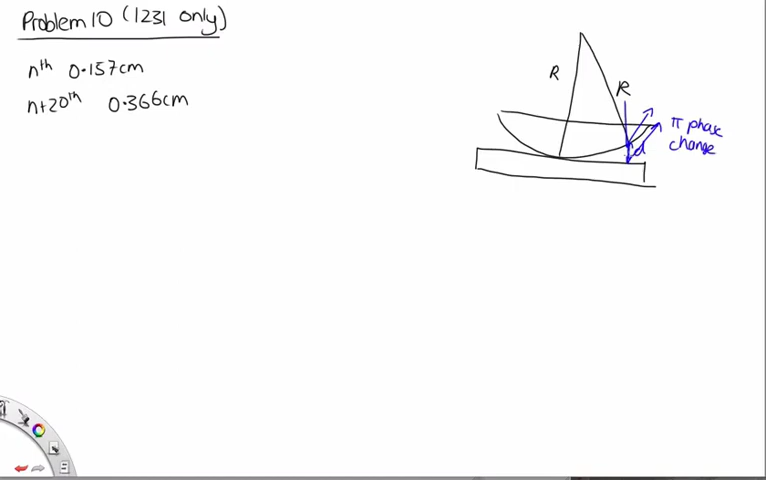 Problem 10 (1231 only)
nᵗʰ 0.157cm
n+20ᵗʰ 0.366cm
R
R
d
π phase
change